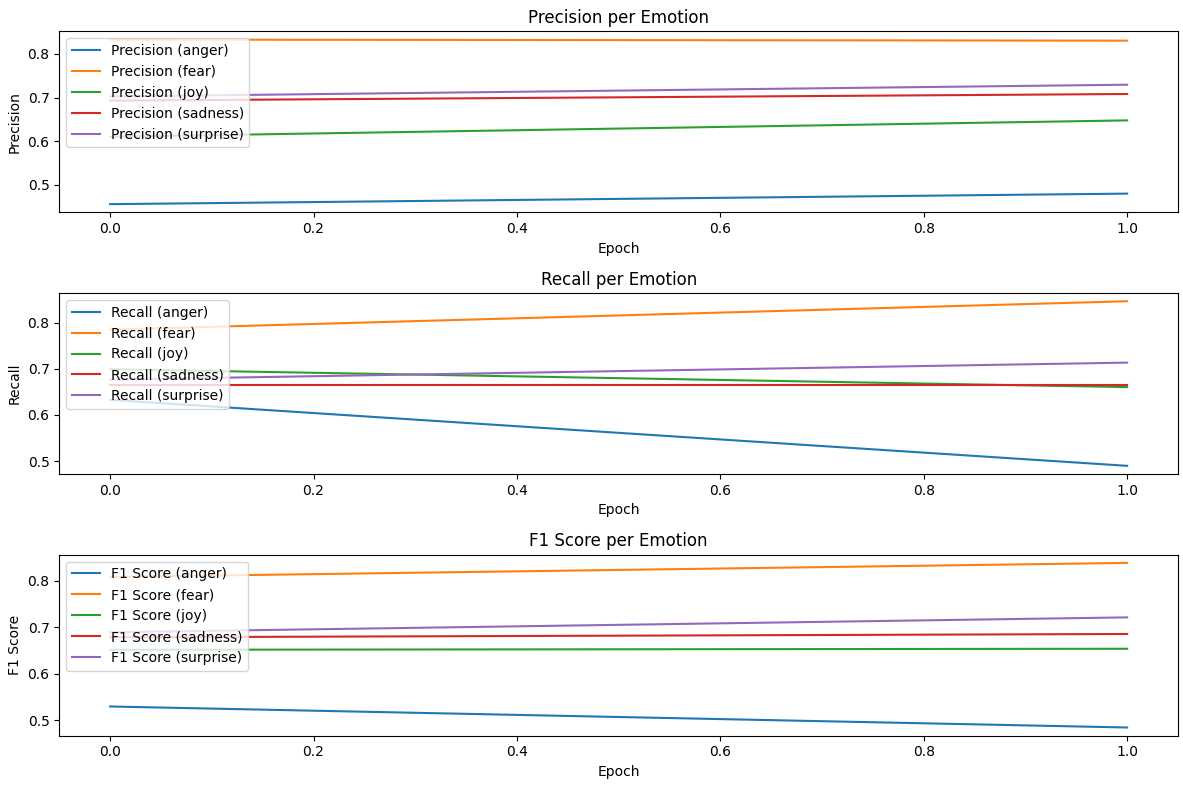 Precision per Emotion
Precision
0.8
0.7
0.6
0.5
Precision (anger)
Precision (fear)
Precision (joy)
Precision (sadness)
Precision (surprise)
0.0 0.2 0.4 0.6 0.8 1.0
Epoch
Recall per Emotion
Recall
0.8
0.7
0.6
0.5
Recall (anger)
Recall (fear)
Recall (joy)
Recall (sadness)
Recall (surprise)
0.0 0.2 0.4 0.6 0.8 1.0
Epoch
F1 Score per Emotion
F1 Score
0.8
0.7
0.6
0.5
F1 Score (anger)
F1 Score (fear)
F1 Score (joy)
F1 Score (sadness)
F1 Score (surprise)
0.0 0.2 0.4 0.6 0.8 1.0
Epoch